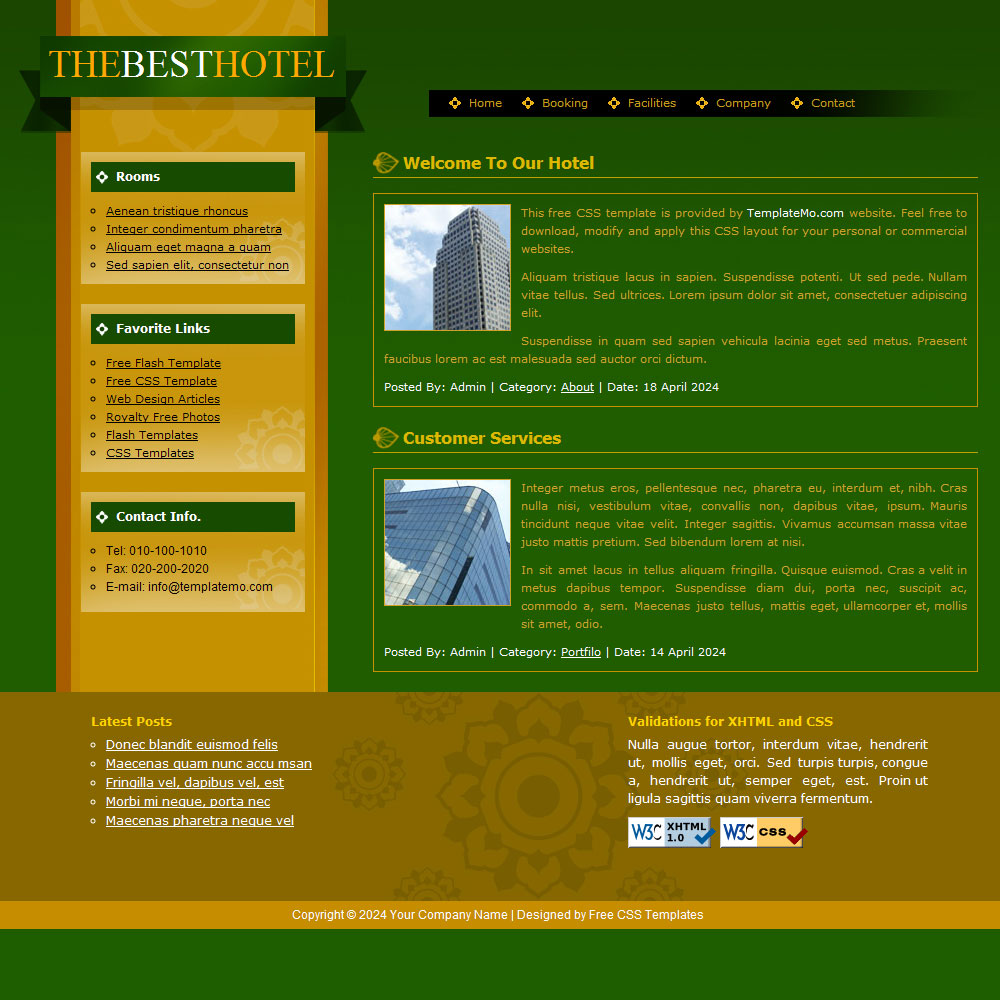 THEBESTHOTEL
Home Booking Facilities Company Contact
Rooms
Aenean tristique rhoncus
Integer condimentum pharetra
Aliquam eget magna a quam
Sed sapien elit, consectetur non
Favorite Links
Free Flash Template
Free CSS Template
Web Design Articles
Royalty Free Photos
Flash Templates
CSS Templates
Contact Info.
Tel: 010-100-1010
Fax: 020-200-2020
E-mail: info@templatemo.com
Welcome To Our Hotel
This free CSS template is provided by TemplateMo.com website. Feel free to
download, modify and apply this CSS layout for your personal or commercial
websites.
Aliquam tristique lacus in sapien. Suspendisse potenti. Ut sed pede. Nullam
vitae tellus. Sed ultrices. Lorem ipsum dolor sit amet, consectetuer adipiscing
elit.
Suspendisse in quam sed sapien vehicula lacinia eget sed metus. Praesent
faucibus lorem ac est malesuada sed auctor orci dictum.
Posted By: Admin | Category: About | Date: 18 April 2024
Customer Services
Integer metus eros, pellentesque nec, pharetra eu, interdum et, nibh. Cras
nulla nisi, vestibulum vitae, convallis non, dapibus vitae, ipsum. Mauris
tincidunt neque vitae velit. Integer sagittis. Vivamus accumsan massa vitae
justo mattis pretium. Sed bibendum lorem at nisi.
In sit amet lacus in tellus aliquam fringilla. Quisque euismod. Cras a velit in
metus dapibus tempor. Suspendisse diam dui, porta nec, suscipit ac,
commodo a, sem. Maecenas justo tellus, mattis eget, ullamcorper et, mollis
sit amet, odio.
Posted By: Admin | Category: Portfilo | Date: 14 April 2024
Latest Posts
Donec blandit euismod felis
Maecenas quam nunc accu msan
Fringilla vel, dapibus vel, est
Morbi mi neque, porta nec
Maecenas pharetra neque vel
Validations for XHTML and CSS
Nulla augue tortor, interdum vitae, hendrerit
ut, mollis eget, orci. Sed turpis turpis, congue
a, hendrerit ut, semper eget, est. Proin ut
ligula sagittis quam viverra fermentum.
W3C XHTML 1.0
W3C css
Copyright © 2024 Your Company Name | Designed by Free CSS Templates